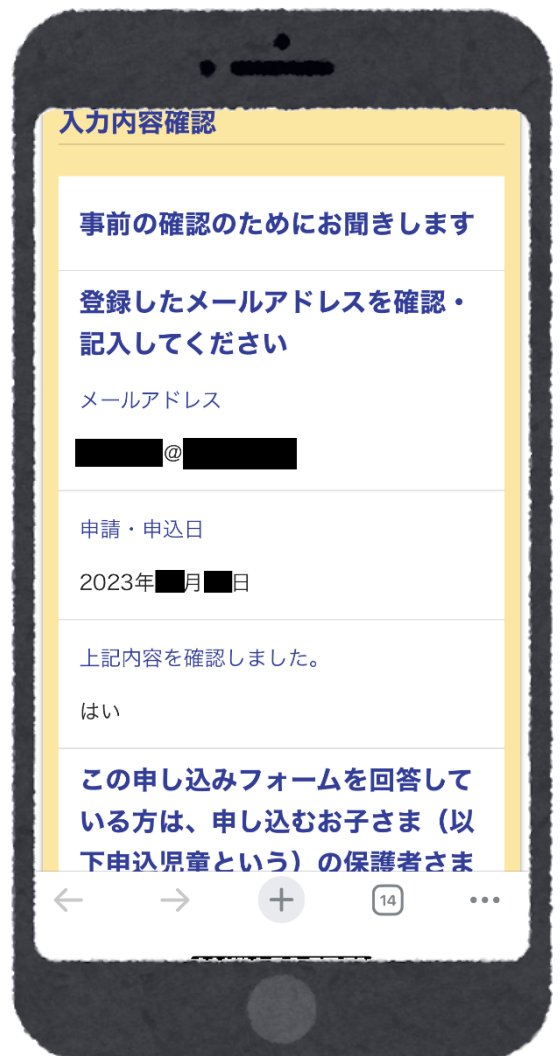 入力内容確認
事前の確認のためにお聞きします
登録したメールアドレスを確認・
記入してください
メールアドレス
@
申請・申込日
2023年 月 日
上記内容を確認しました。
はい
この申し込みフォームを回答して
いる方は、申し込むお子さま（以
下申込児童という）の保護者さま
14